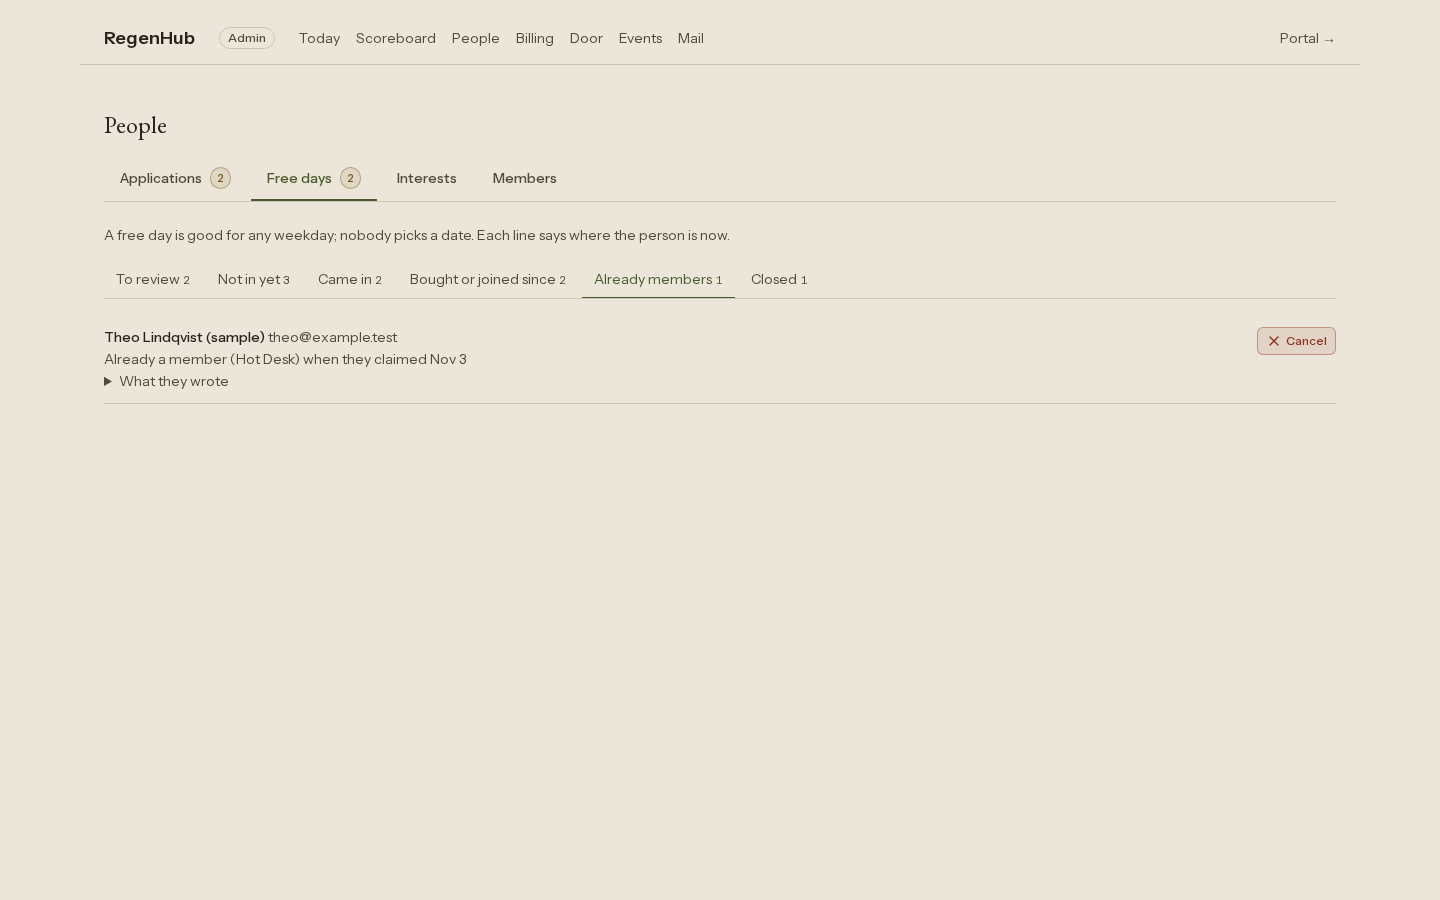 RegenHub Admin Today Scoreboard People Billing Door Events Mail Portal →
People
Applications 2 Free days 2 Interests Members
A free day is good for any weekday; nobody picks a date. Each line says where the person is now.
To review 2 Not in yet 3 Came in 2 Bought or joined since 2 Already members 1 Closed 1
Theo Lindqvist (sample) theo@example.test
Cancel
Already a member (Hot Desk) when they claimed Nov 3
What they wrote